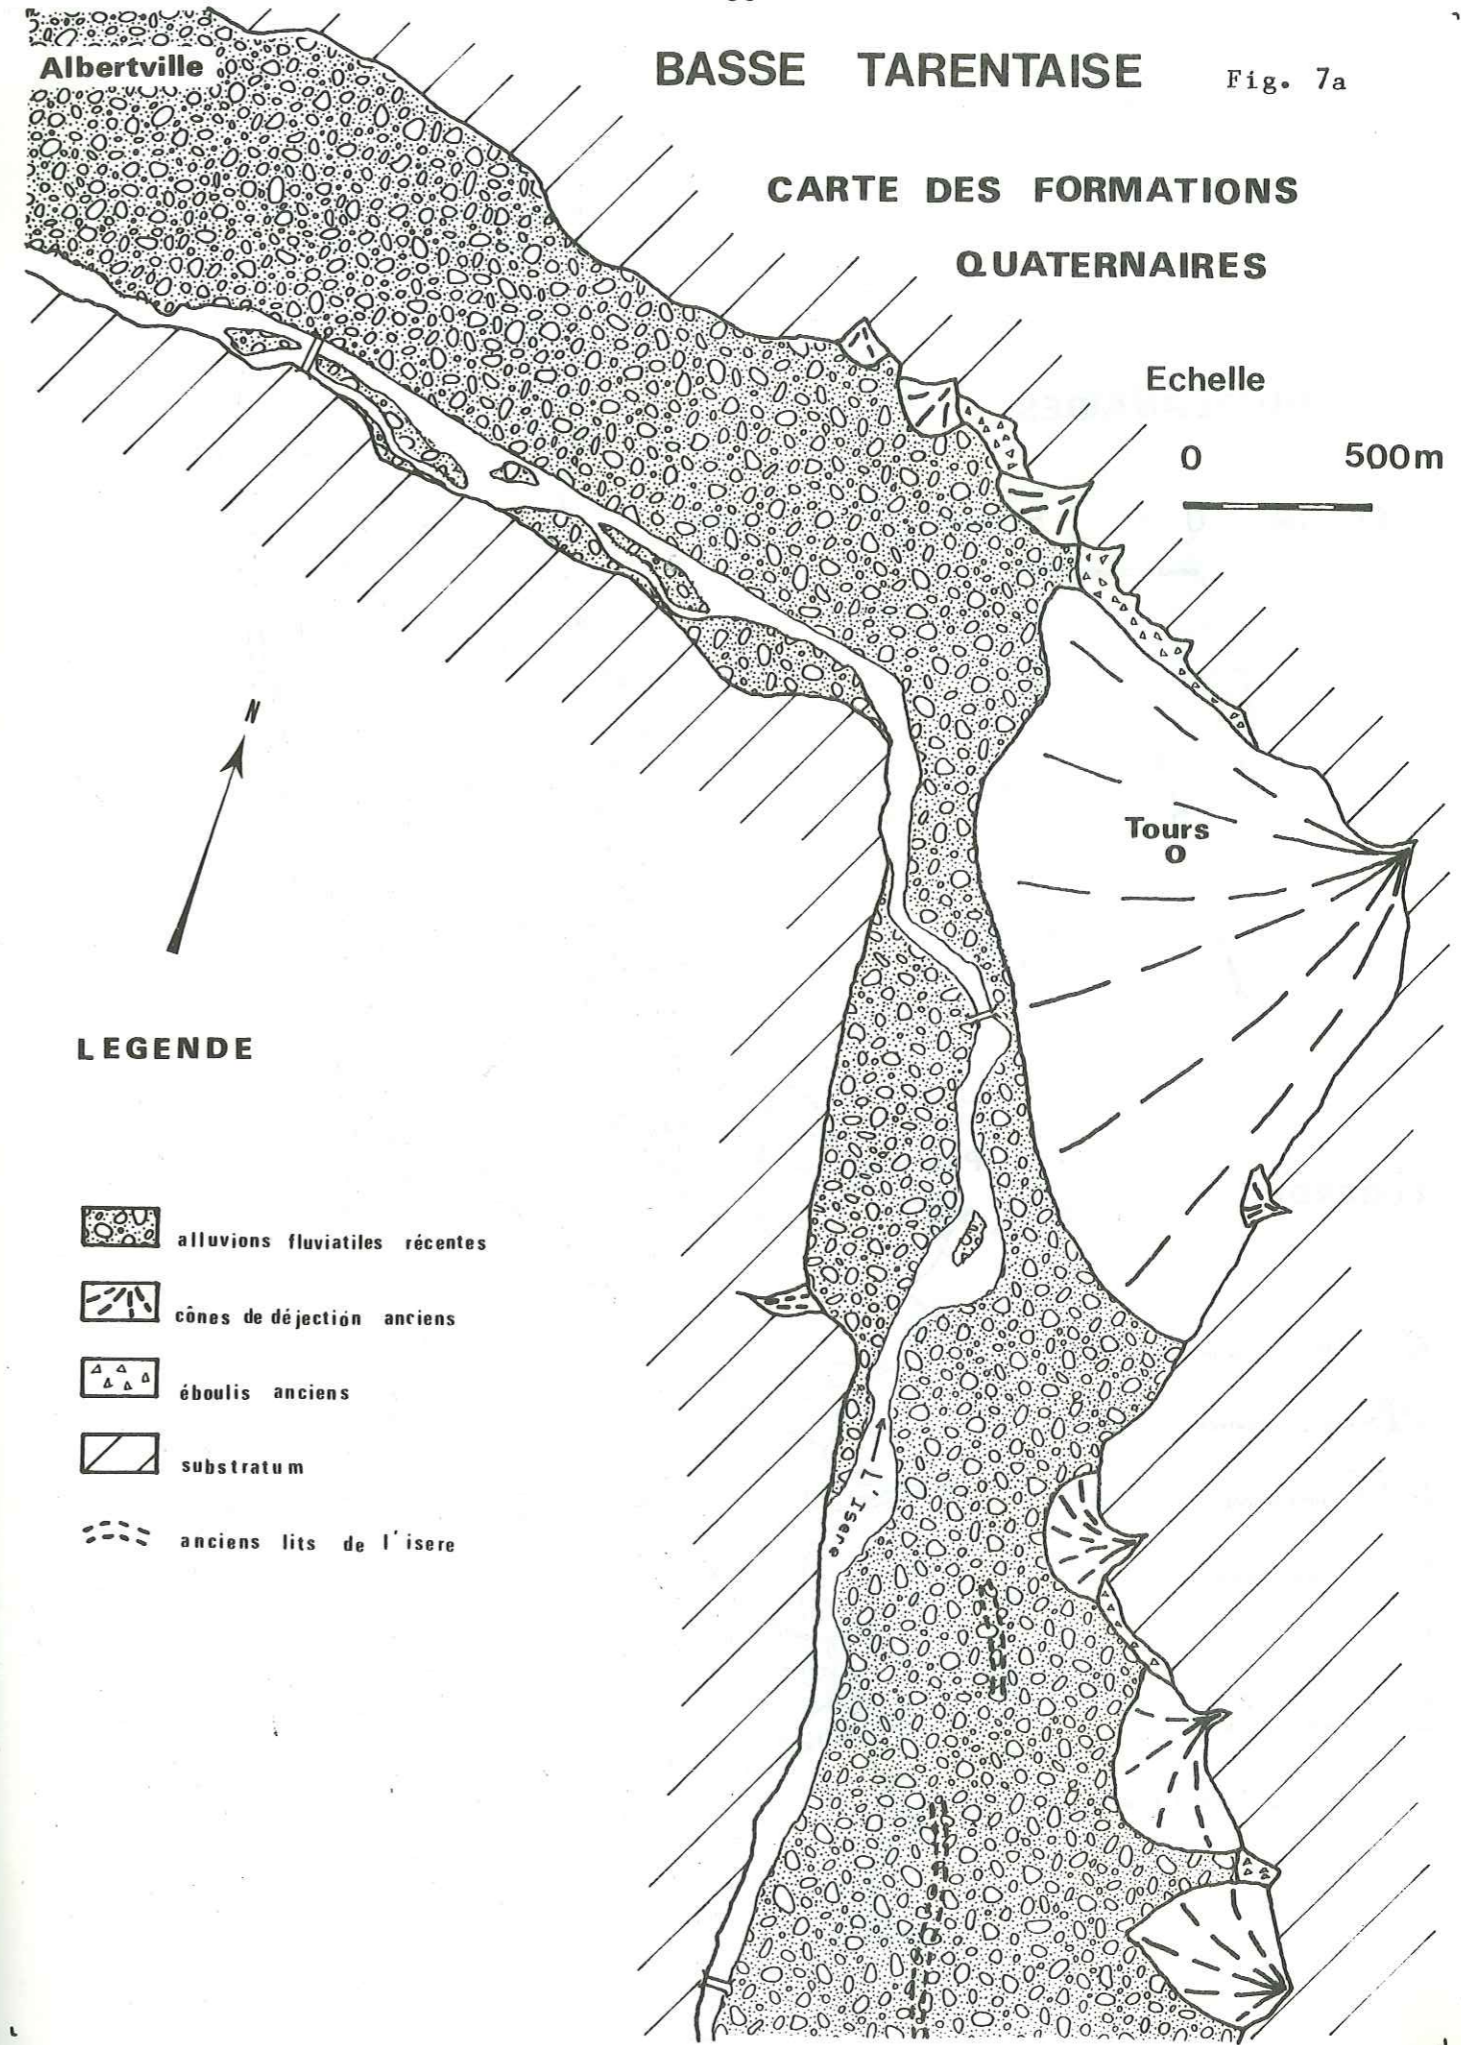 Albertville
BASSE TARENTAISE Fig. 7a
CARTE DES FORMATIONS
QUATERNAIRES
Echelle
0 500m
N
Tours
LEGENDE
alluvions fluviatiles récentes
cônes de déjection anciens
éboulis anciens
substratum
anciens lits de l'isere
L'Isere